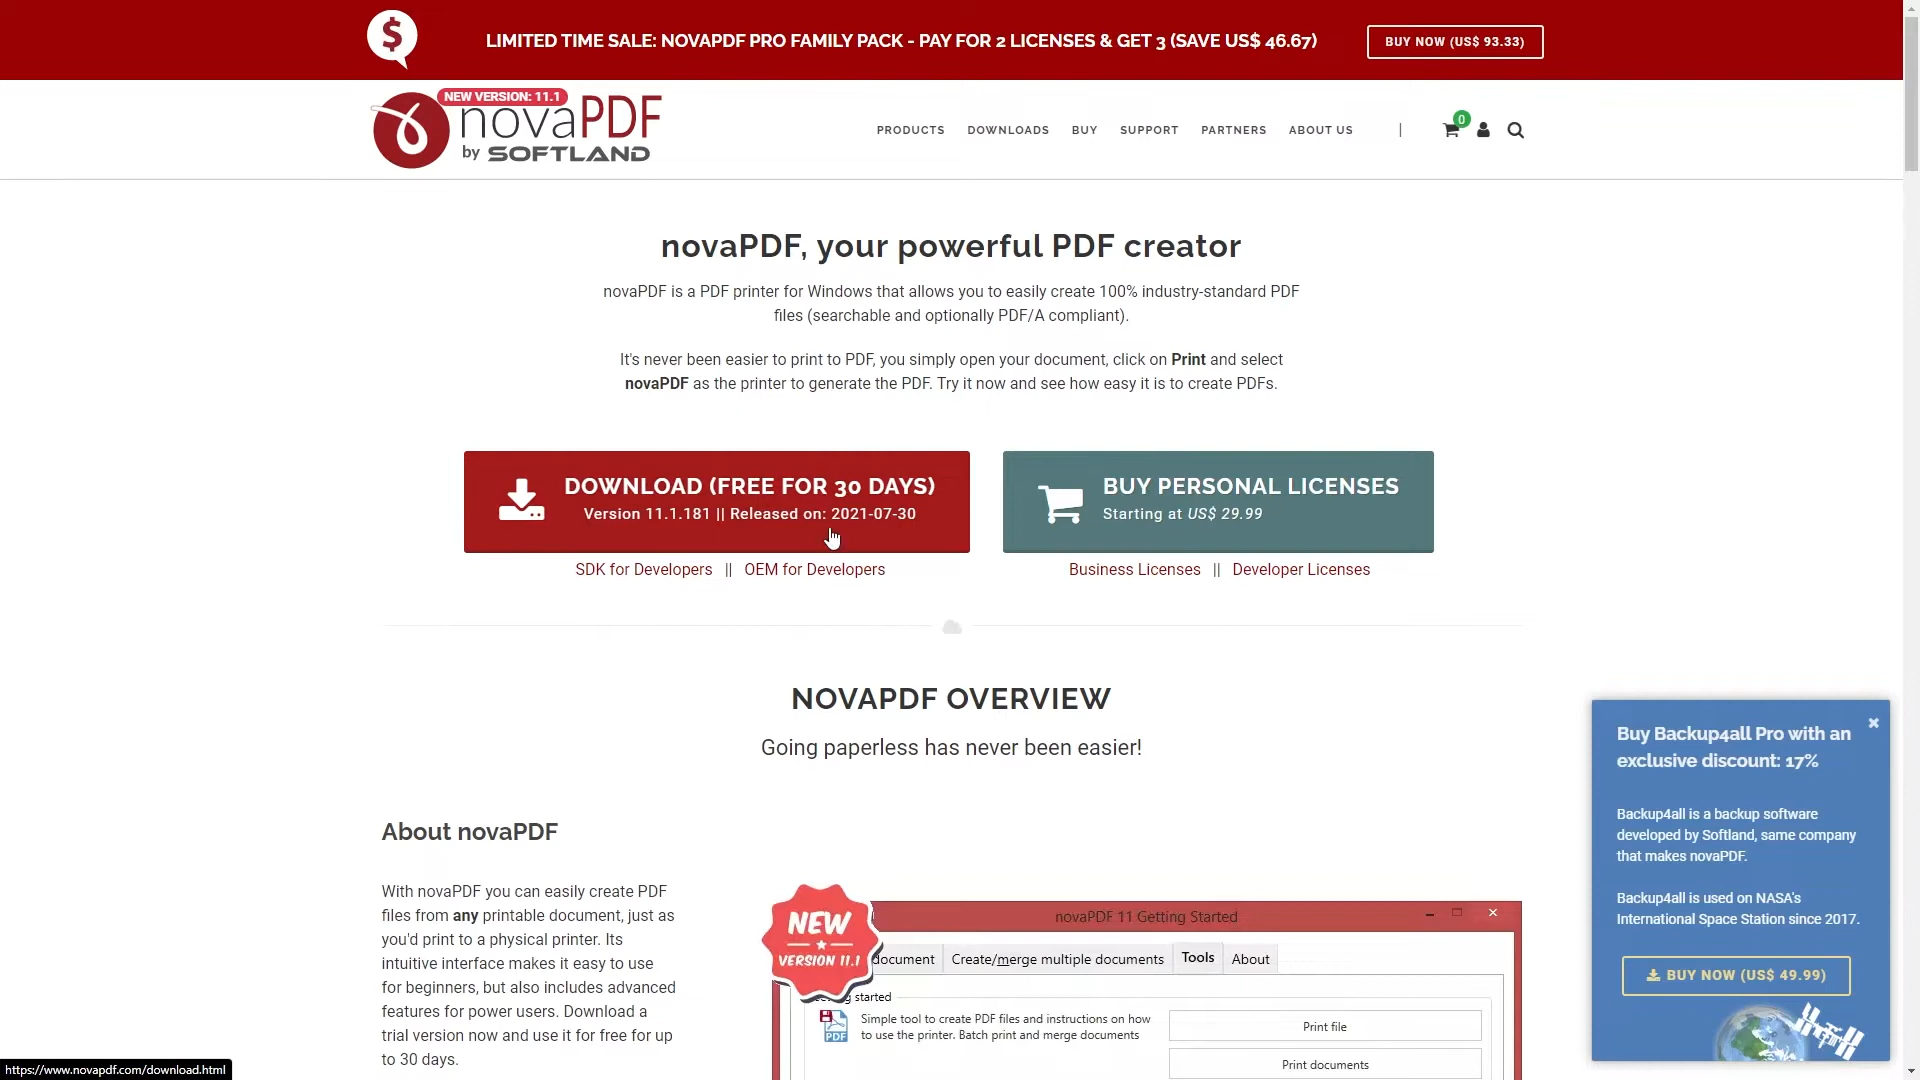 $
LIMITED TIME SALE: NOVAPDF PRO FAMILY PACK - PAY FOR 2 LICENSES & GET 3 (SAVE US$ 46.67)
BUY NOW (US$ 93.33)
NEW VERSION: 11.1
novaPDF
by SOFTLAND
PRODUCTS
DOWNLOADS
BUY
SUPPORT
PARTNERS
ABOUT US
|
0
novaPDF, your powerful PDF creator
novaPDF is a PDF printer for Windows that allows you to easily create 100% industry-standard PDF
files (searchable and optionally PDF/A compliant).
It's never been easier to print to PDF, you simply open your document, click on Print and select
novaPDF as the printer to generate the PDF. Try it now and see how easy it is to create PDFs.
DOWNLOAD (FREE FOR 30 DAYS)
Version 11.1.181 || Released on: 2021-07-30
BUY PERSONAL LICENSES
Starting at US$ 29.99
SDK for Developers || OEM for Developers
Business Licenses || Developer Licenses
NOVAPDF OVERVIEW
Going paperless has never been easier!
About novaPDF
With novaPDF you can easily create PDF
files from any printable document, just as
you'd print to a physical printer. Its
intuitive interface makes it easy to use
for beginners, but also includes advanced
features for power users. Download a
trial version now and use it for free for up
to 30 days.
NEW
VERSION 11.1
novaPDF 11 Getting Started
document
Create/merge multiple documents
Tools
About
started
PDF
Simple tool to create PDF files and instructions on how
to use the printer. Batch print and merge documents
Print file
Print documents
Buy Backup4all Pro with an
exclusive discount: 17%
Backup4all is a backup software
developed by Softland, same company
that makes novaPDF.
Backup4all is used on NASA's
International Space Station since 2017.
BUY NOW (US$ 49.99)
https://www.novapdf.com/download.html